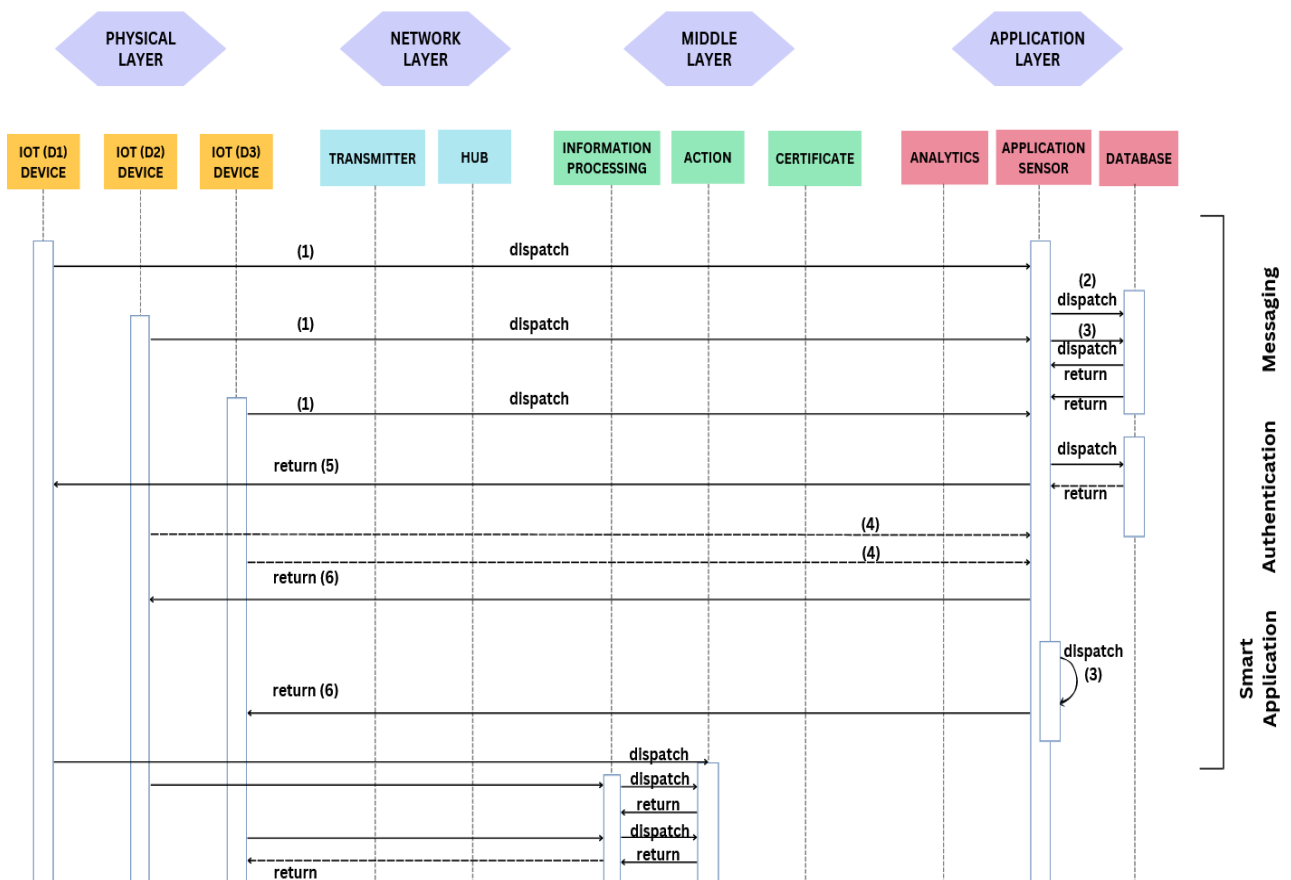 PHYSICAL
LAYER
NETWORK
LAYER
MIDDLE
LAYER
APPLICATION
LAYER
IOT (D1)
DEVICE
IOT (D2)
DEVICE
IOT (D3)
DEVICE
TRANSMITTER
HUB
INFORMATION
PROCESSING
ACTION
CERTIFICATE
ANALYTICS
APPLICATION
SENSOR
DATABASE
(1)
dispatch
(2)
dispatch
(1)
dispatch
(3)
dispatch
return
(1)
dispatch
return
dispatch
return (5)
return
(4)
(4)
return (6)
dispatch
(3)
return (6)
dispatch
dispatch
return
dispatch
return
return
Messaging
Authentication
Smart
Application